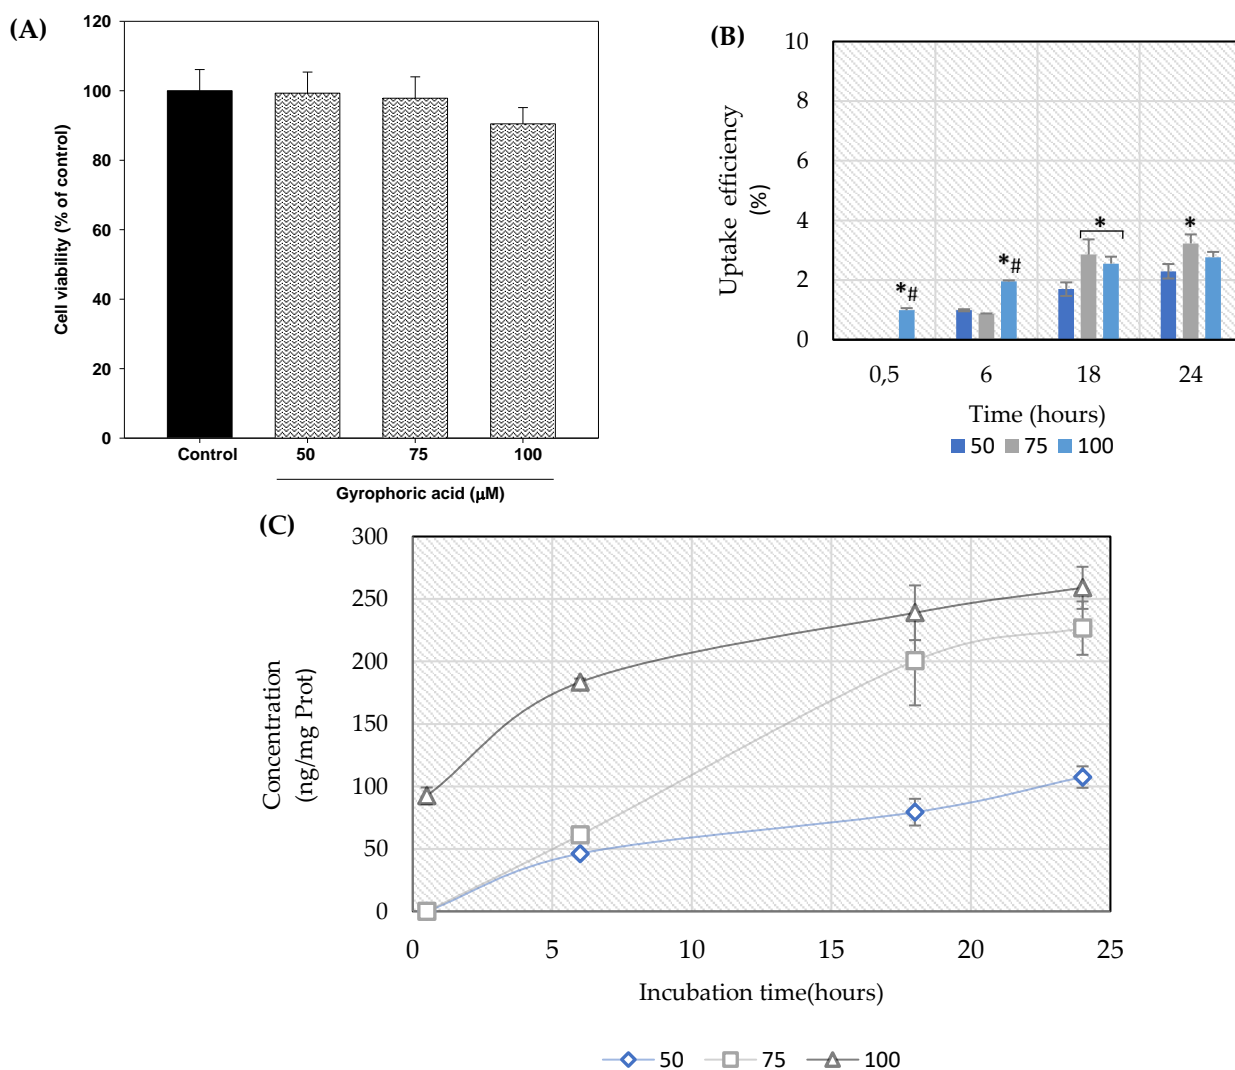 (A)
120
100
80
60
40
20
0
Cell viability (% of control)
Control 50 75 100
Gyrophoric acid (µM)
(B)
10
8
6
4
2
0
Uptake efficiency
(%)
*# *# * *
0,5 6 18 24
Time (hours)
50 75 100
(C)
300
250
200
150
100
50
0
Concentration
(ng/mg Prot)
0 5 10 15 20 25
Incubation time(hours)
50 75 100